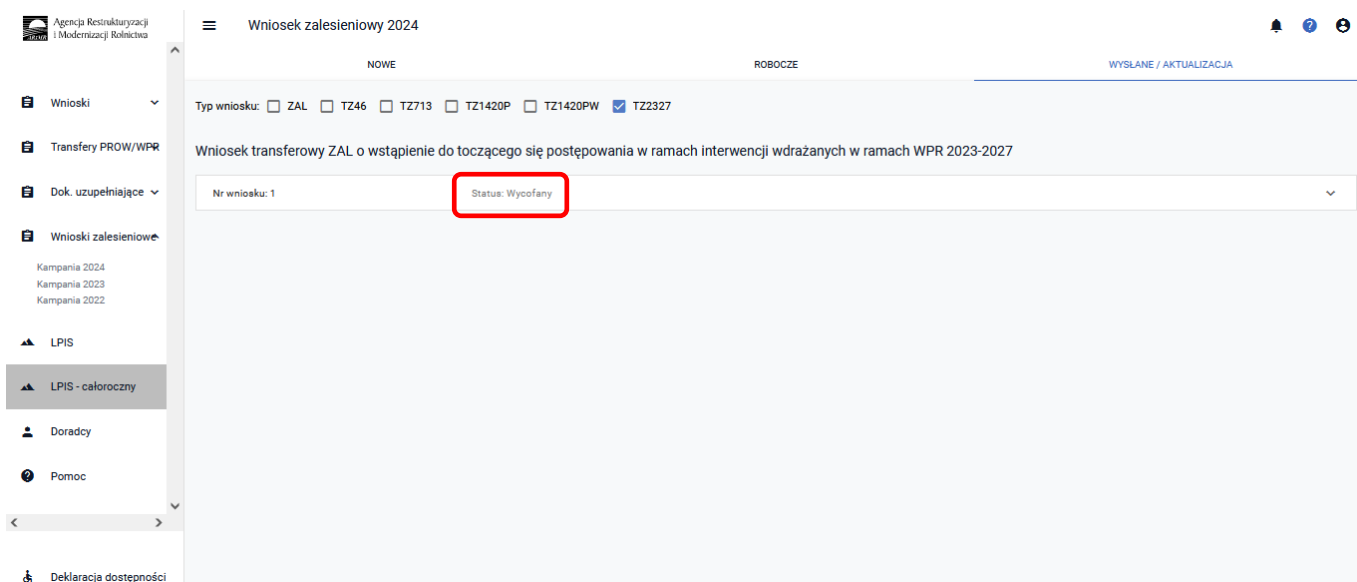 Agencja Restrukturyzacji
i Modernizacji Rolnictwa
ARiMR
Wniosek zalesieniowy 2024
NOWE
ROBOCZE
WYSŁANE / AKTUALIZACJA
Typ wniosku: ZAL TZ46 TZ713 TZ1420P TZ1420PW TZ2327
Wniosek transferowy ZAL o wstąpienie do toczącego się postępowania w ramach interwencji wdrażanych w ramach WPR 2023-2027
Nr wniosku: 1
Status: Wycofany
Wnioski
Transfery PROW/WPR
Dok. uzupełniające
Wnioski zalesieniowe
Kampania 2024
Kampania 2023
Kampania 2022
LPIS
LPIS - całoroczny
Doradcy
Pomoc
Deklaracja dostępności